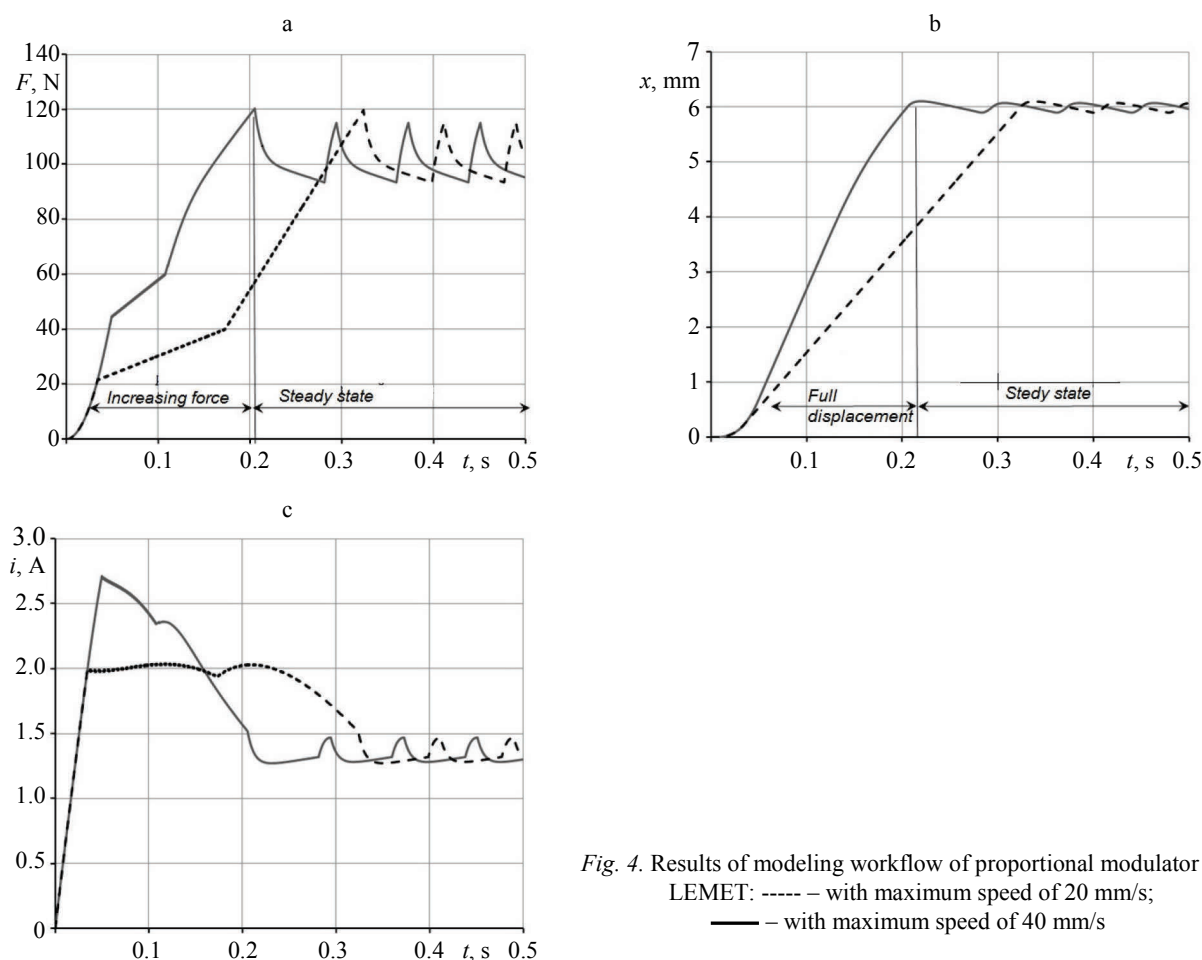 a
140
F, N
120
100
80
60
40
20
0
Increasing force
Steady state
0.1 0.2 0.3 0.4 t, s 0.5
b
7
x, mm
6
5
4
3
2
1
0
Full
displacement
Stedy state
0.1 0.2 0.3 0.4 t, s 0.5
c
3.0
i, A
2.5
2.0
1.5
1.0
0.5
0
0.1 0.2 0.3 0.4 t, s 0.5
Fig. 4. Results of modeling workflow of proportional modulator
LEMET: ----- – with maximum speed of 20 mm/s;
—— – with maximum speed of 40 mm/s